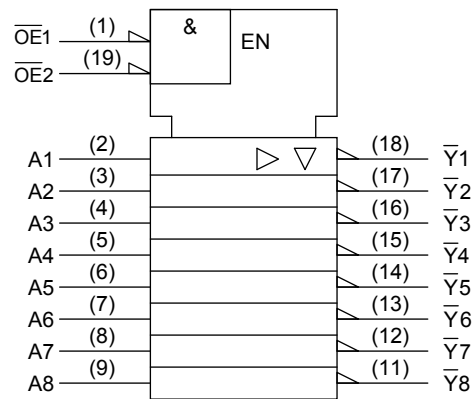 & EN
OE1 (1)
OE2 (19)
A1 (2) (18) Y1
A2 (3) (17) Y2
A3 (4) (16) Y3
A4 (5) (15) Y4
A5 (6) (14) Y5
A6 (7) (13) Y6
A7 (8) (12) Y7
A8 (9) (11) Y8